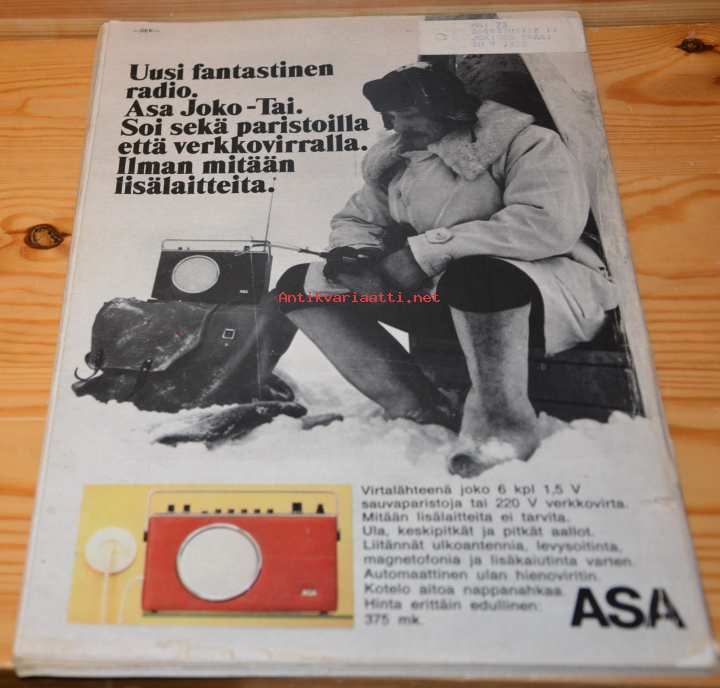 Uusi fantastinen
radio.
Asa Joko-Tai.
Soi sekä paristoilla
että verkkovirralla.
Ilman mitään
lisälaitteita.
Antikvariaatti.net
Virtalähteenä joko 6 kpl 1,5 V
sauvaparistoja tai 220 V verkkovirta.
Mitään lisälaitteita ei tarvita.
Ula, keskipitkät ja pitkät aallot.
Liitännät ulkoantennia, levysoitinta,
magnetofonia ja lisäkaiutinta varten.
Automaattinen ulan hienoviritin.
Kotelo aitoa nappanahkaa.
Hinta erittäin edullinen:
375 mk.
ASA
ASA